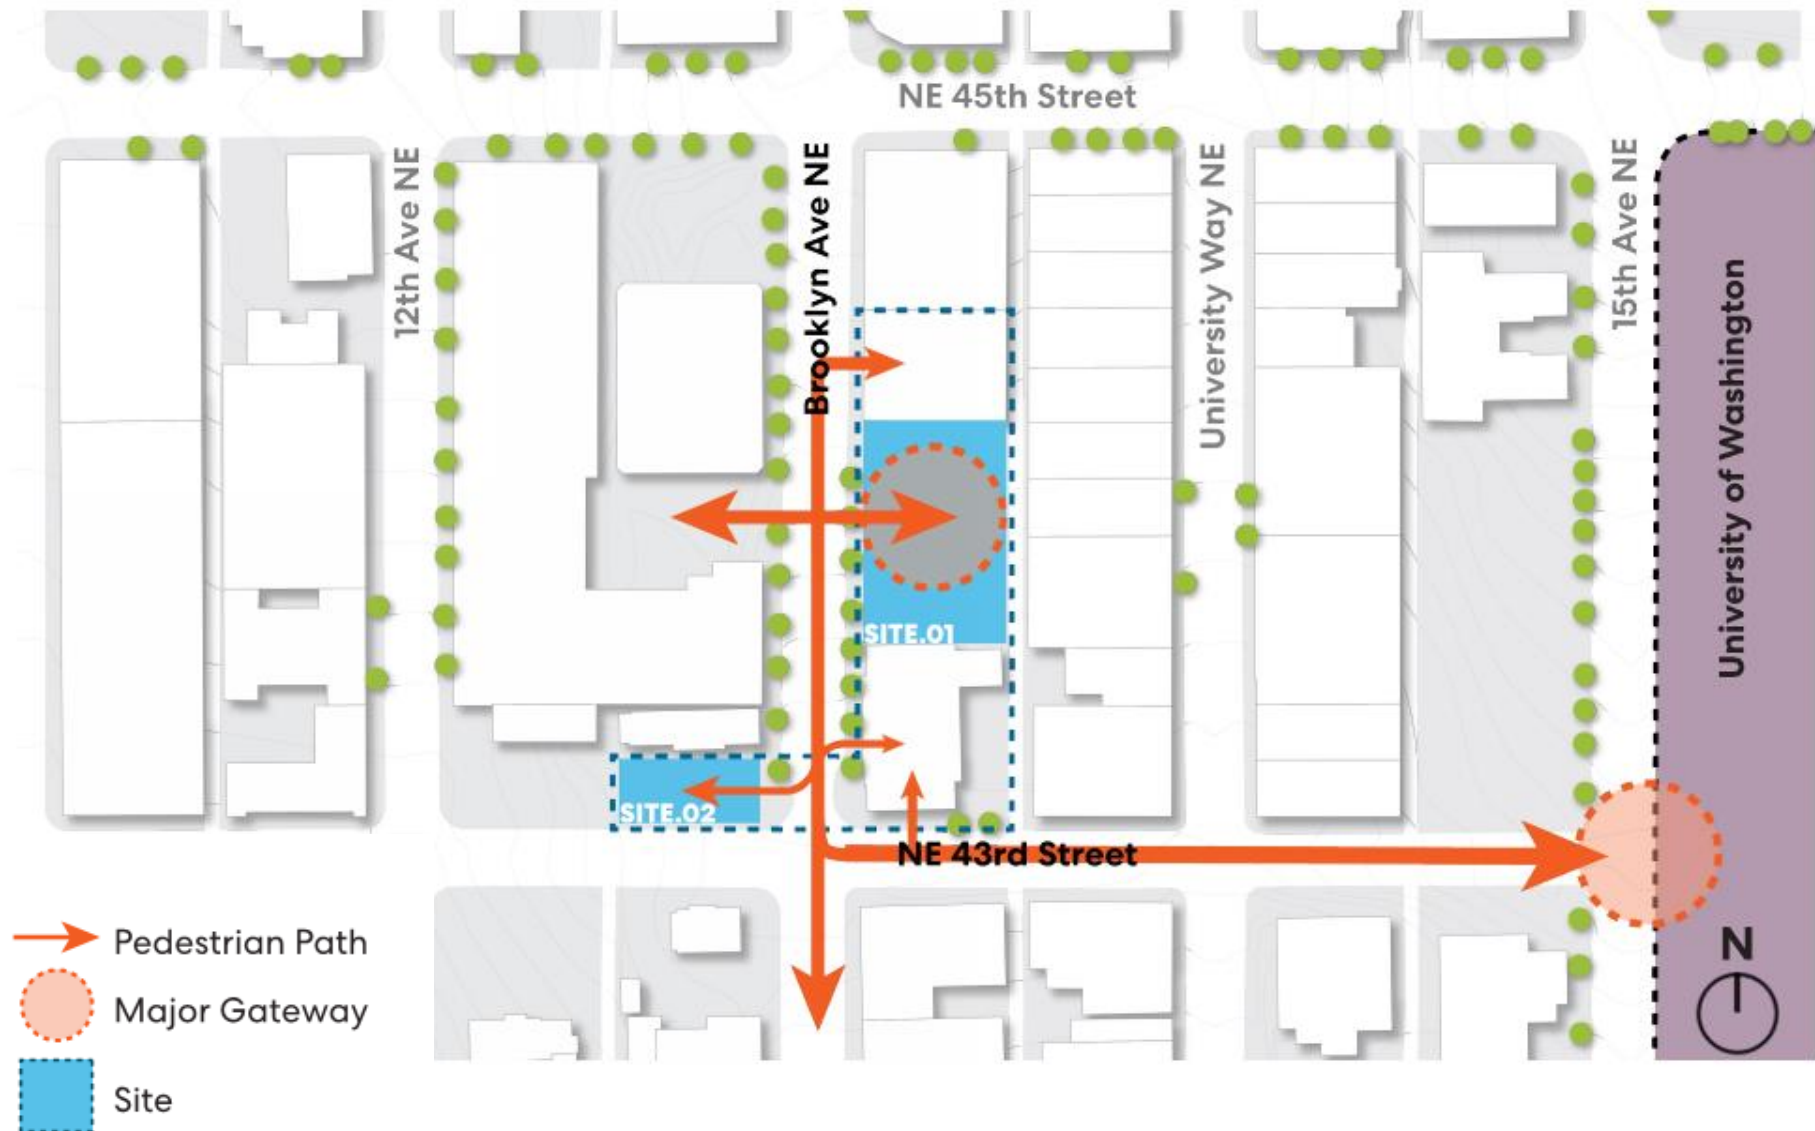 NE 45th Street
12th Ave NE
Brooklyn Ave NE
University Way NE
15th Ave NE
University of Washington
SITE.01
SITE.02
NE 43rd Street
N
Pedestrian Path
Major Gateway
Site